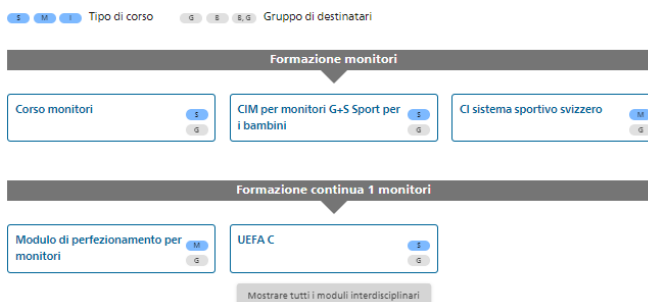 S M I Tipo di corso G B B, G Gruppo di destinatari
Formazione monitori
Corso monitori S G
CIM per monitori G+S Sport per i bambini S G
CI sistema sportivo svizzero M G
Formazione continua 1 monitori
Modulo di perfezionamento per monitori M G
UEFA C S G
Mostrare tutti i moduli interdisciplinari